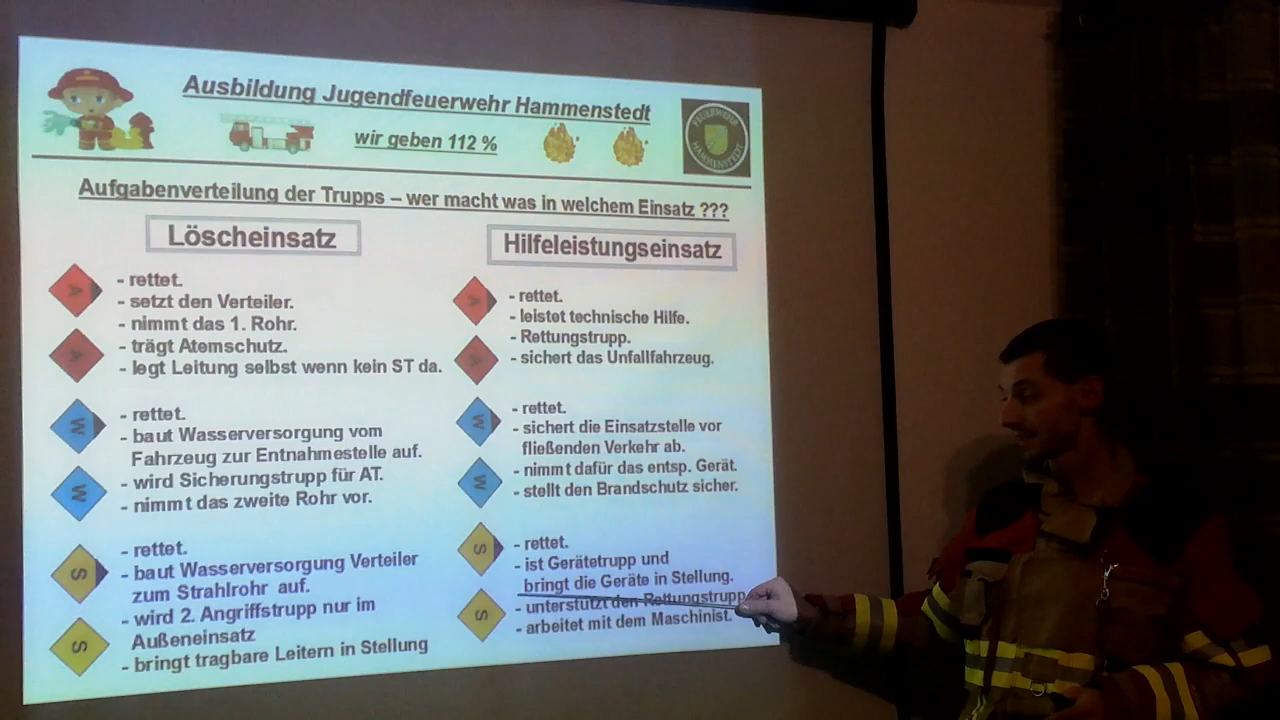 Ausbildung Jugendfeuerwehr Hammenstedt
wir geben 112 %
FEUERWEHR
HAMMENSTEDT
Aufgabenverteilung der Trupps – wer macht was in welchem Einsatz ???
Löscheinsatz
A
- rettet.
- setzt den Verteiler.
- nimmt das 1. Rohr.
A
- trägt Atemschutz.
- legt Leitung selbst wenn kein ST da.
W
- rettet.
- baut Wasserversorgung vom
Fahrzeug zur Entnahmestelle auf.
W
- wird Sicherungstrupp für AT.
- nimmt das zweite Rohr vor.
S
- rettet.
- baut Wasserversorgung Verteiler
zum Strahlrohr auf.
- wird 2. Angriffstrupp nur im
Außeneinsatz
S
- bringt tragbare Leitern in Stellung
Hilfeleistungseinsatz
A
- rettet.
- leistet technische Hilfe.
- Rettungstrupp.
A
- sichert das Unfallfahrzeug.
W
- rettet.
- sichert die Einsatzstelle vor
fließenden Verkehr ab.
W
- nimmt dafür das entsp. Gerät.
- stellt den Brandschutz sicher.
S
- rettet.
- ist Gerätetrupp und
bringt die Geräte in Stellung.
S
- unterstützt den Rettungstrupp
- arbeitet mit dem Maschinist.